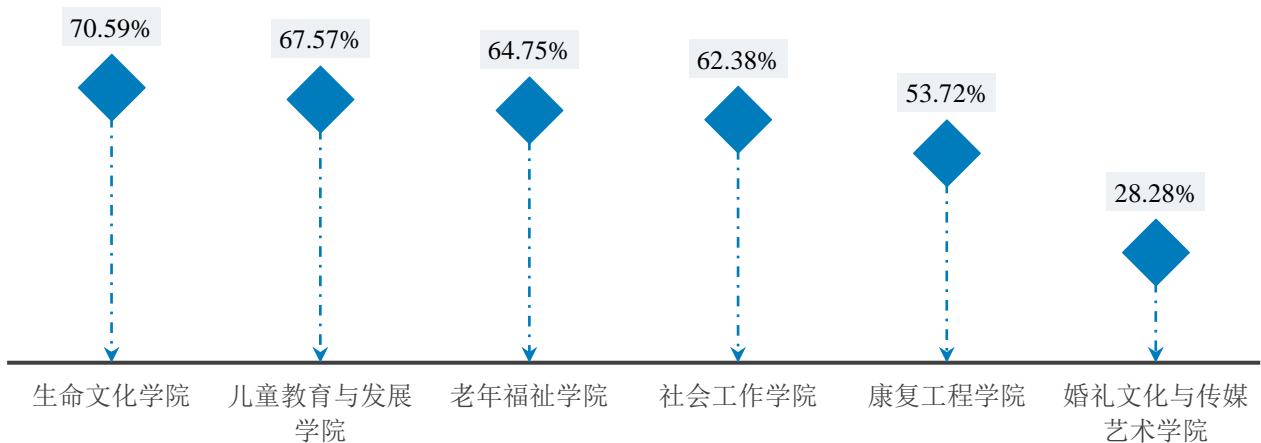 70.59%
67.57%
64.75%
62.38%
53.72%
28.28%
生命文化学院
儿童教育与发展
学院
老年福祉学院
社会工作学院
康复工程学院
婚礼文化与传媒
艺术学院